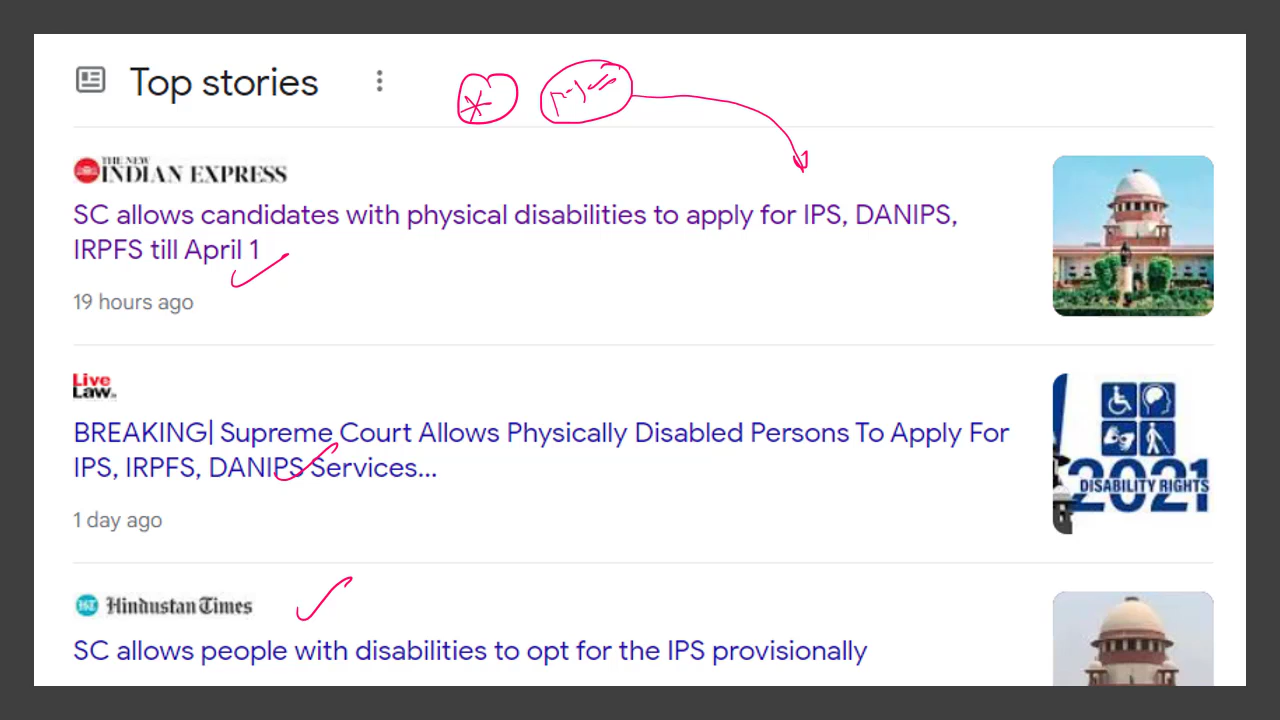 Top stories
THE NEW
INDIAN EXPRESS
SC allows candidates with physical disabilities to apply for IPS, DANIPS,
IRPFS till April 1
19 hours ago
Live
Law
BREAKING| Supreme Court Allows Physically Disabled Persons To Apply For
IPS, IRPFS, DANIPS Services...
1 day ago
2021
DISABILITY RIGHTS
HT Hindustan Times
SC allows people with disabilities to opt for the IPS provisionally